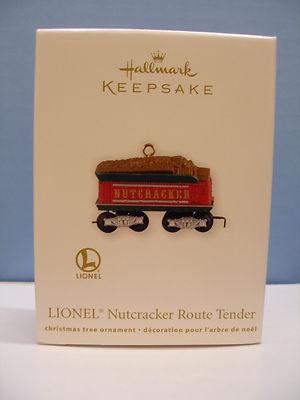 Hallmark
KEEPSAKE
NUTCRACKER
L
LIONEL
LIONEL® Nutcracker Route Tender
christmas tree ornament • décoration pour l'arbre de noël